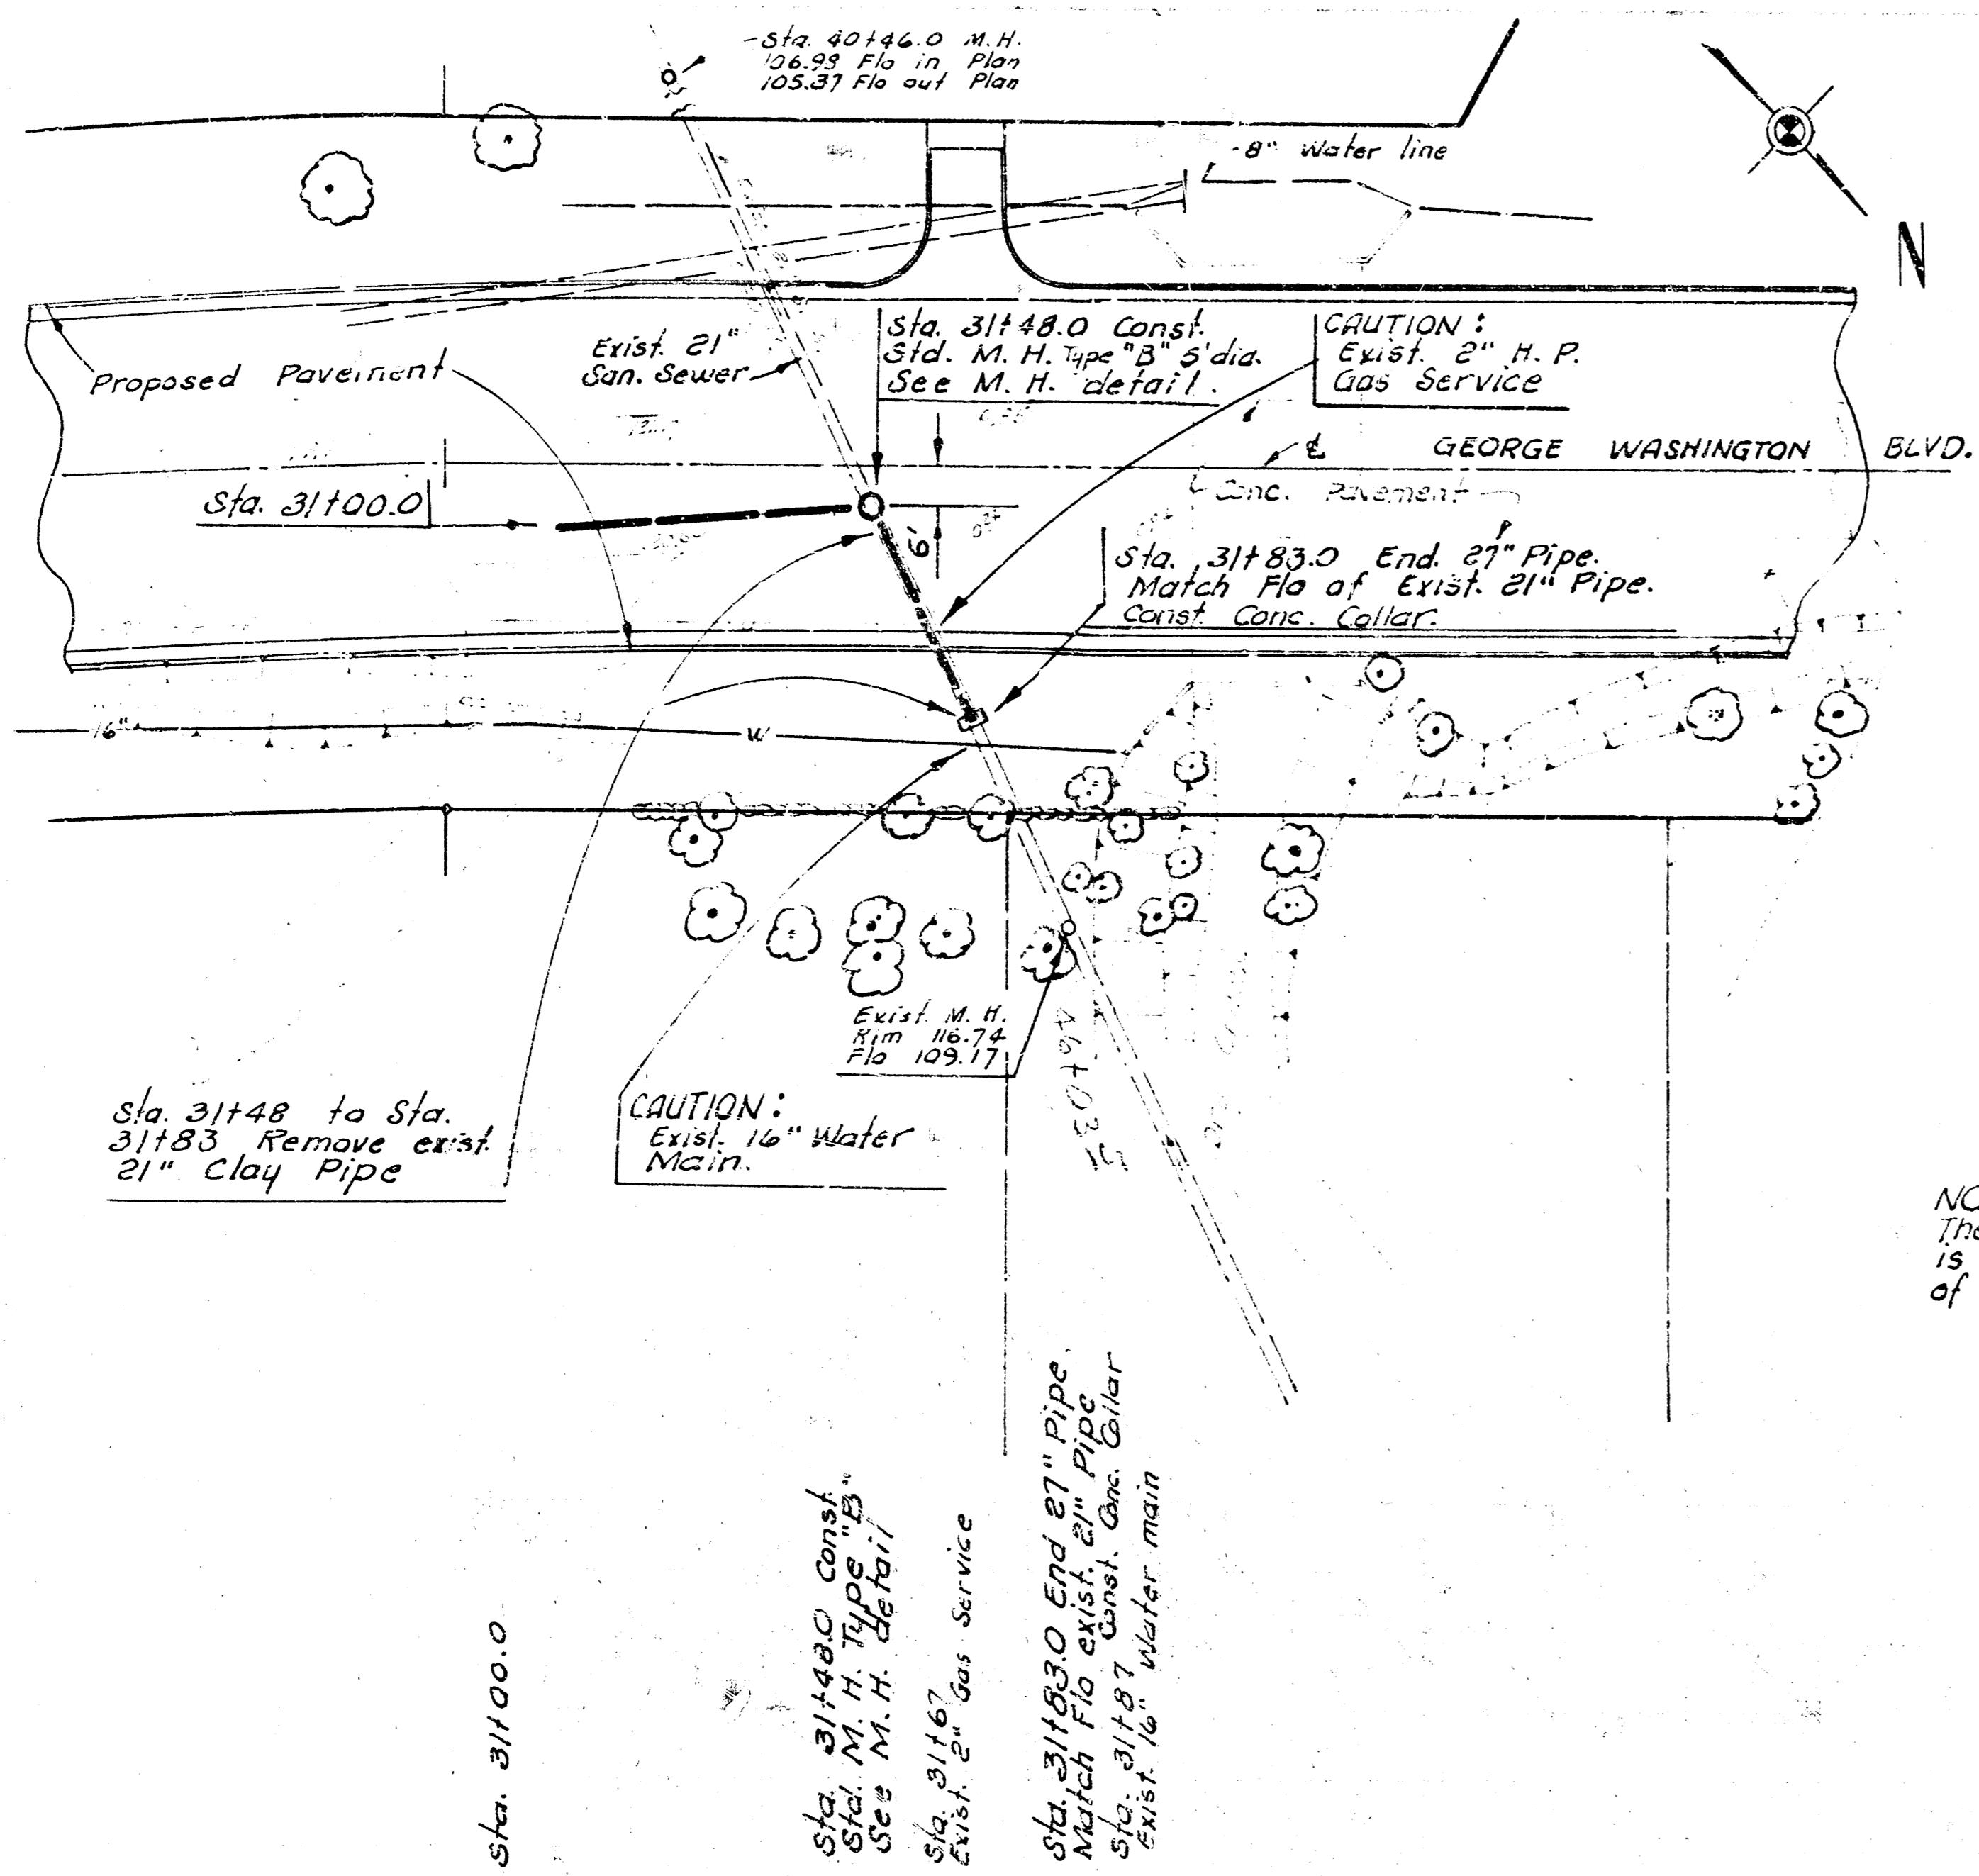 Sta. 40+46.0 M.H.
106.98 Flo in Plan
105.37 Flo out Plan
8" Water line
N
Proposed Pavement
Exist. 21"
San. Sewer
Sta. 31+48.0 Const.
Std. M. H. Type "B" 5' dia.
See M. H. detail.
CAUTION:
Exist. 2" H. P.
Gas Service
℄ GEORGE WASHINGTON BLVD.
Conc. Pavement
Sta. 31+00.0
6'
Sta. 31+83.0 End. 27" Pipe.
Match Flo of Exist. 21" Pipe.
Const. Conc. Collar.
16"
W
Exist. M. H.
Rim 116.74
Flo 109.17
46+03
Sta. 31+48 to Sta.
31+83 Remove exist.
21" Clay Pipe
CAUTION:
Exist. 16" Water
Main.
is
of
Sta. 31+00.0
Sta. 31+48.0 Const.
Std. M. H. Type "B"
See M. H. detail
Sta. 31+67
Exist. 2" Gas Service
Sta. 31+83.0 End 27" Pipe.
Match Flo exist. 21" Pipe
Const. Conc. Collar
Sta. 31+87
Exist. 16" Water main